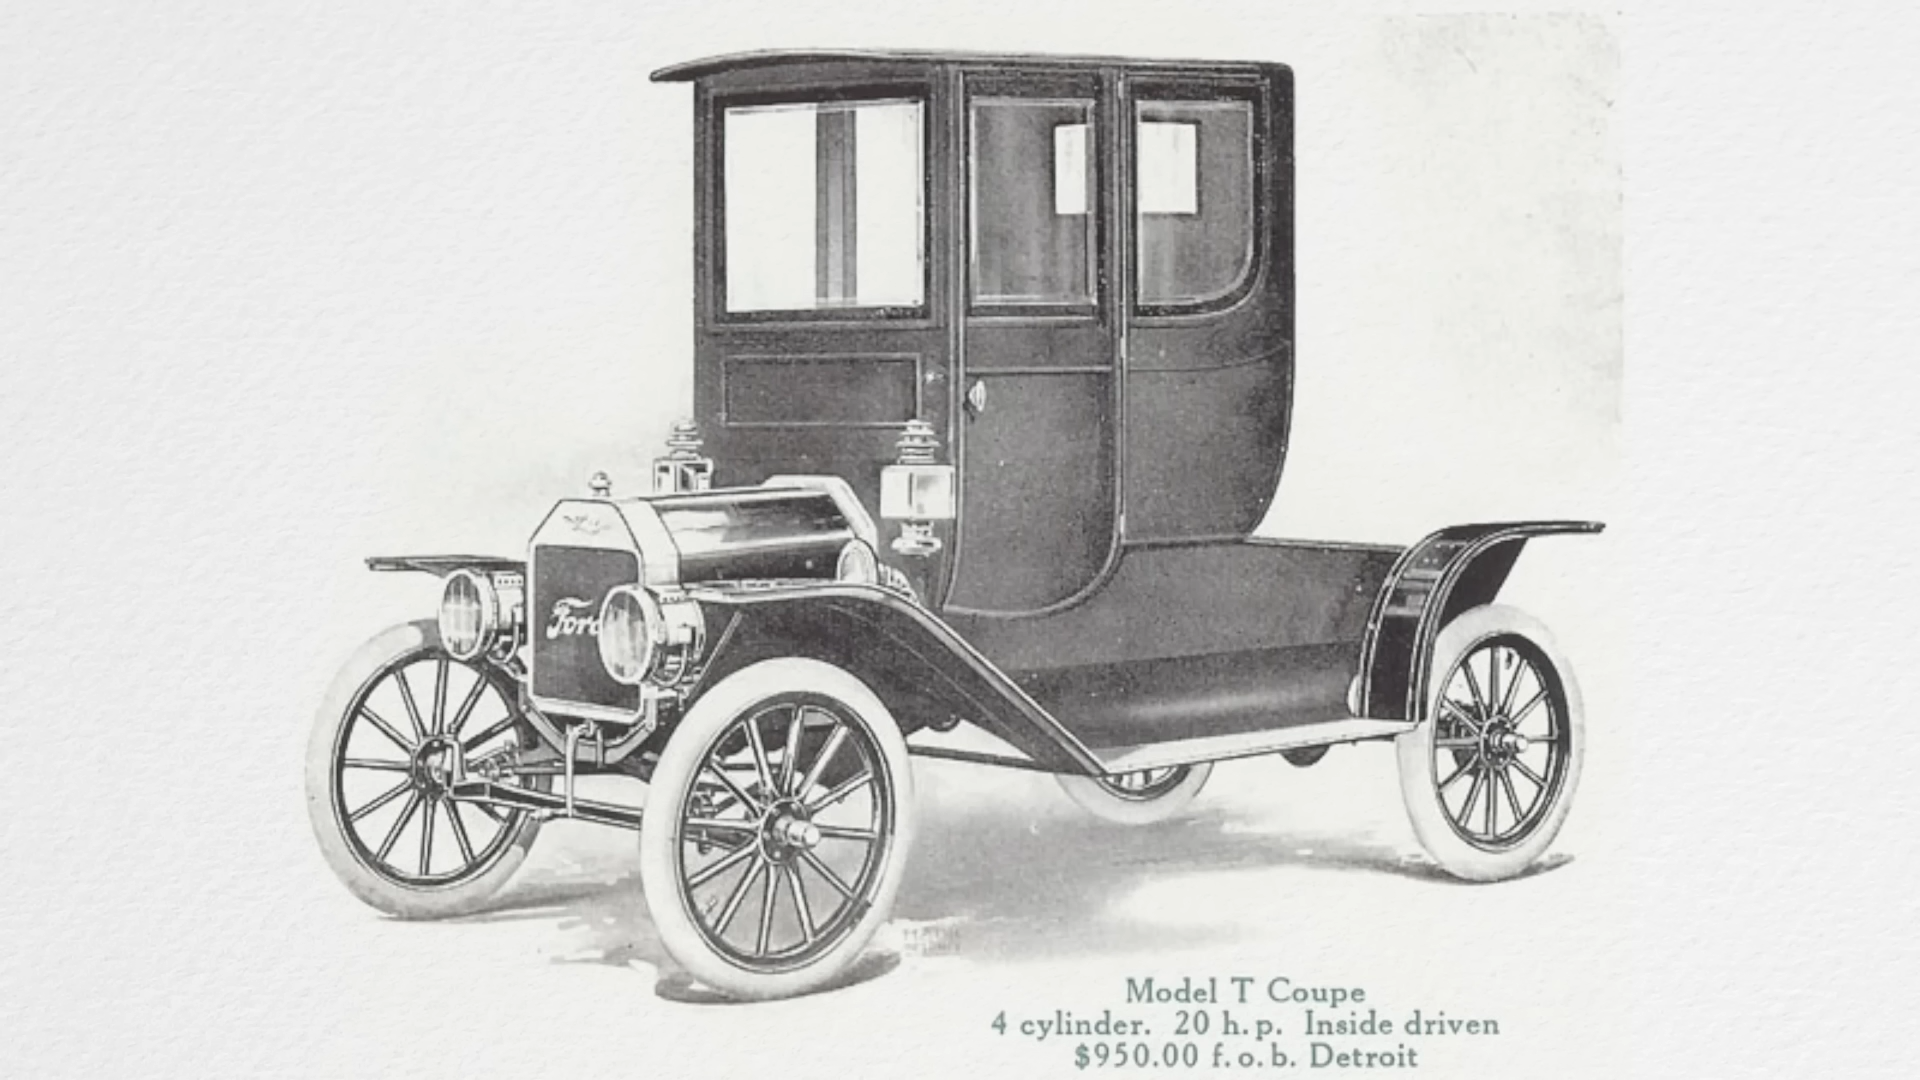 Ford
Model T Coupe
4 cylinder. 20 h.p. Inside driven
$950.00 f.o.b. Detroit